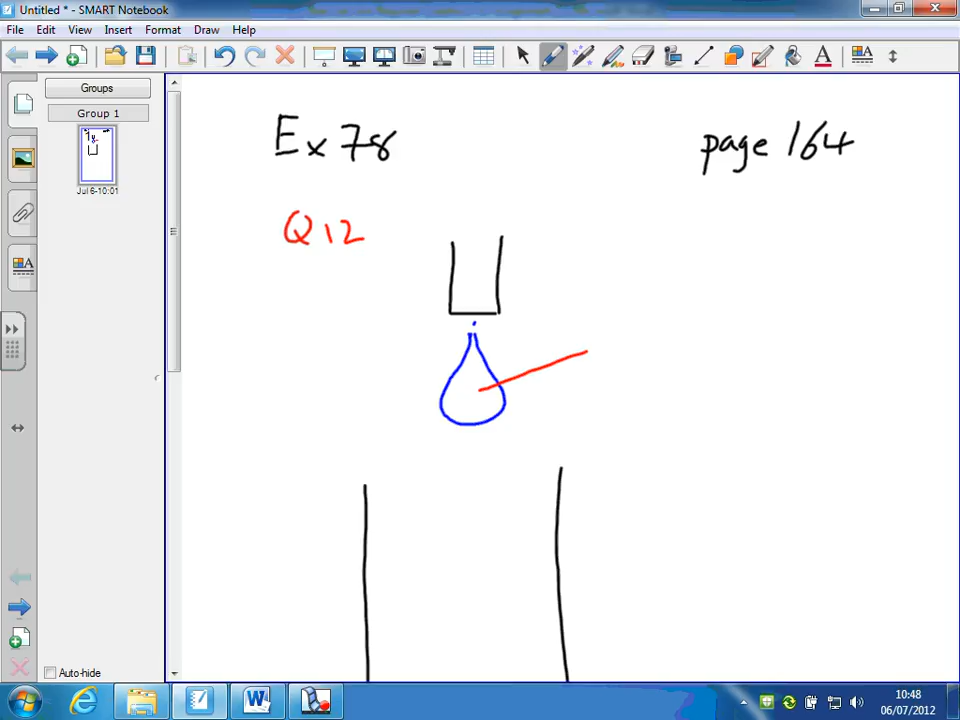 Untitled * - SMART Notebook
File Edit View Insert Format Draw Help
Groups
Group 1
Jul 6-10:01
Ex 78 page 164
Q12
Auto-hide
10:48
06/07/2012